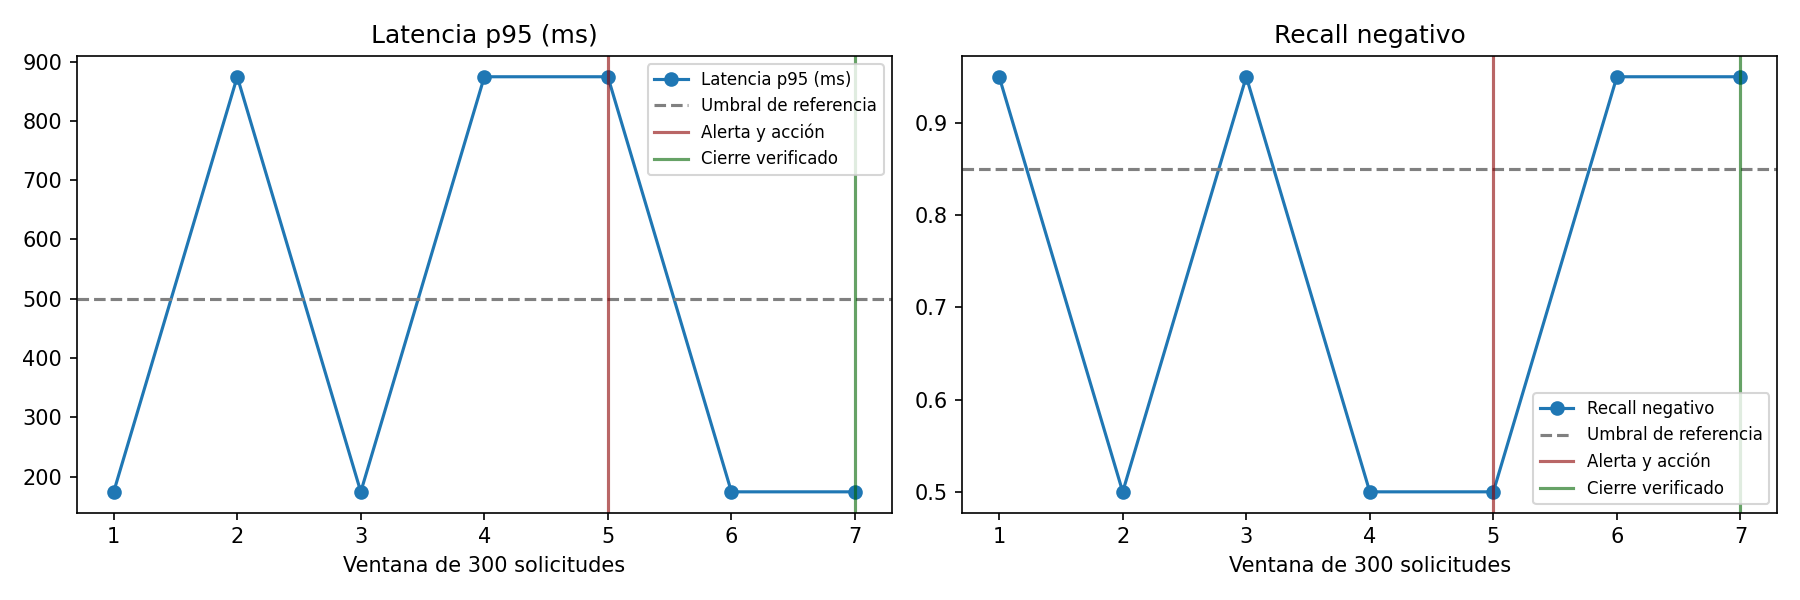 Latencia p95 (ms)
900
800
700
600
500
400
300
200
Latencia p95 (ms)
Umbral de referencia
Alerta y acción
Cierre verificado
1 2 3 4 5 6 7
Ventana de 300 solicitudes
Recall negativo
0.9
0.8
0.7
0.6
0.5
Recall negativo
Umbral de referencia
Alerta y acción
Cierre verificado
1 2 3 4 5 6 7
Ventana de 300 solicitudes